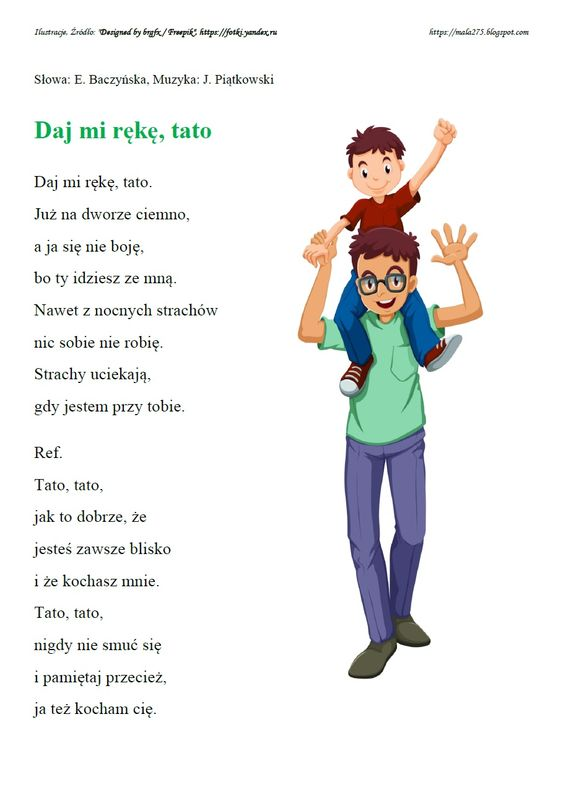 Ilustracje, Źródło: "Designed by brgfx / Freepik", https://fotki.yandex.ru https://mala275.blogspot.com
Słowa: E. Baczyńska, Muzyka: J. Piątkowski
Daj mi rękę, tato
Daj mi rękę, tato.
Już na dworze ciemno,
a ja się nie boję,
bo ty idziesz ze mną.
Nawet z nocnych strachów
nic sobie nie robię.
Strachy uciekają,
gdy jestem przy tobie.
Ref.
Tato, tato,
jak to dobrze, że
jesteś zawsze blisko
i że kochasz mnie.
Tato, tato,
nigdy nie smuć się
i pamiętaj przecież,
ja też kocham cię.